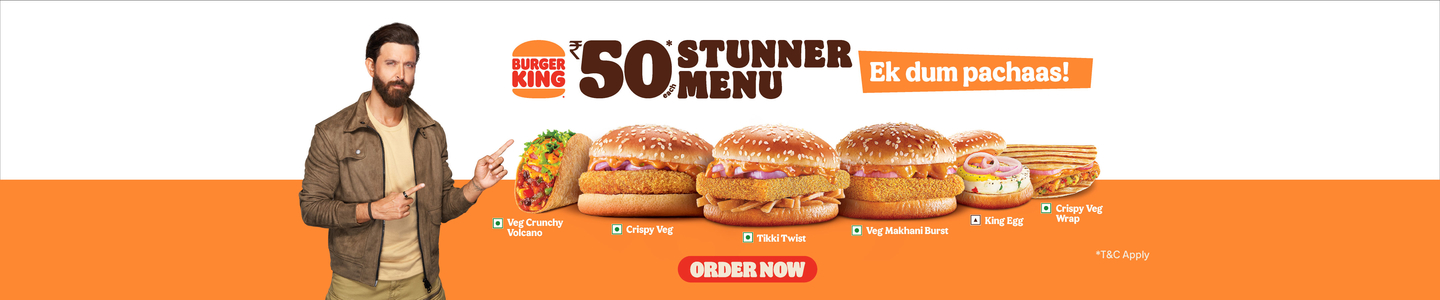 BURGER
KING
₹50* each
STUNNER
MENU
Ek dum pachaas!
Veg Crunchy
Volcano
Crispy Veg
Tikki Twist
Veg Makhani Burst
King Egg
Crispy Veg
Wrap
*T&C Apply
ORDER NOW